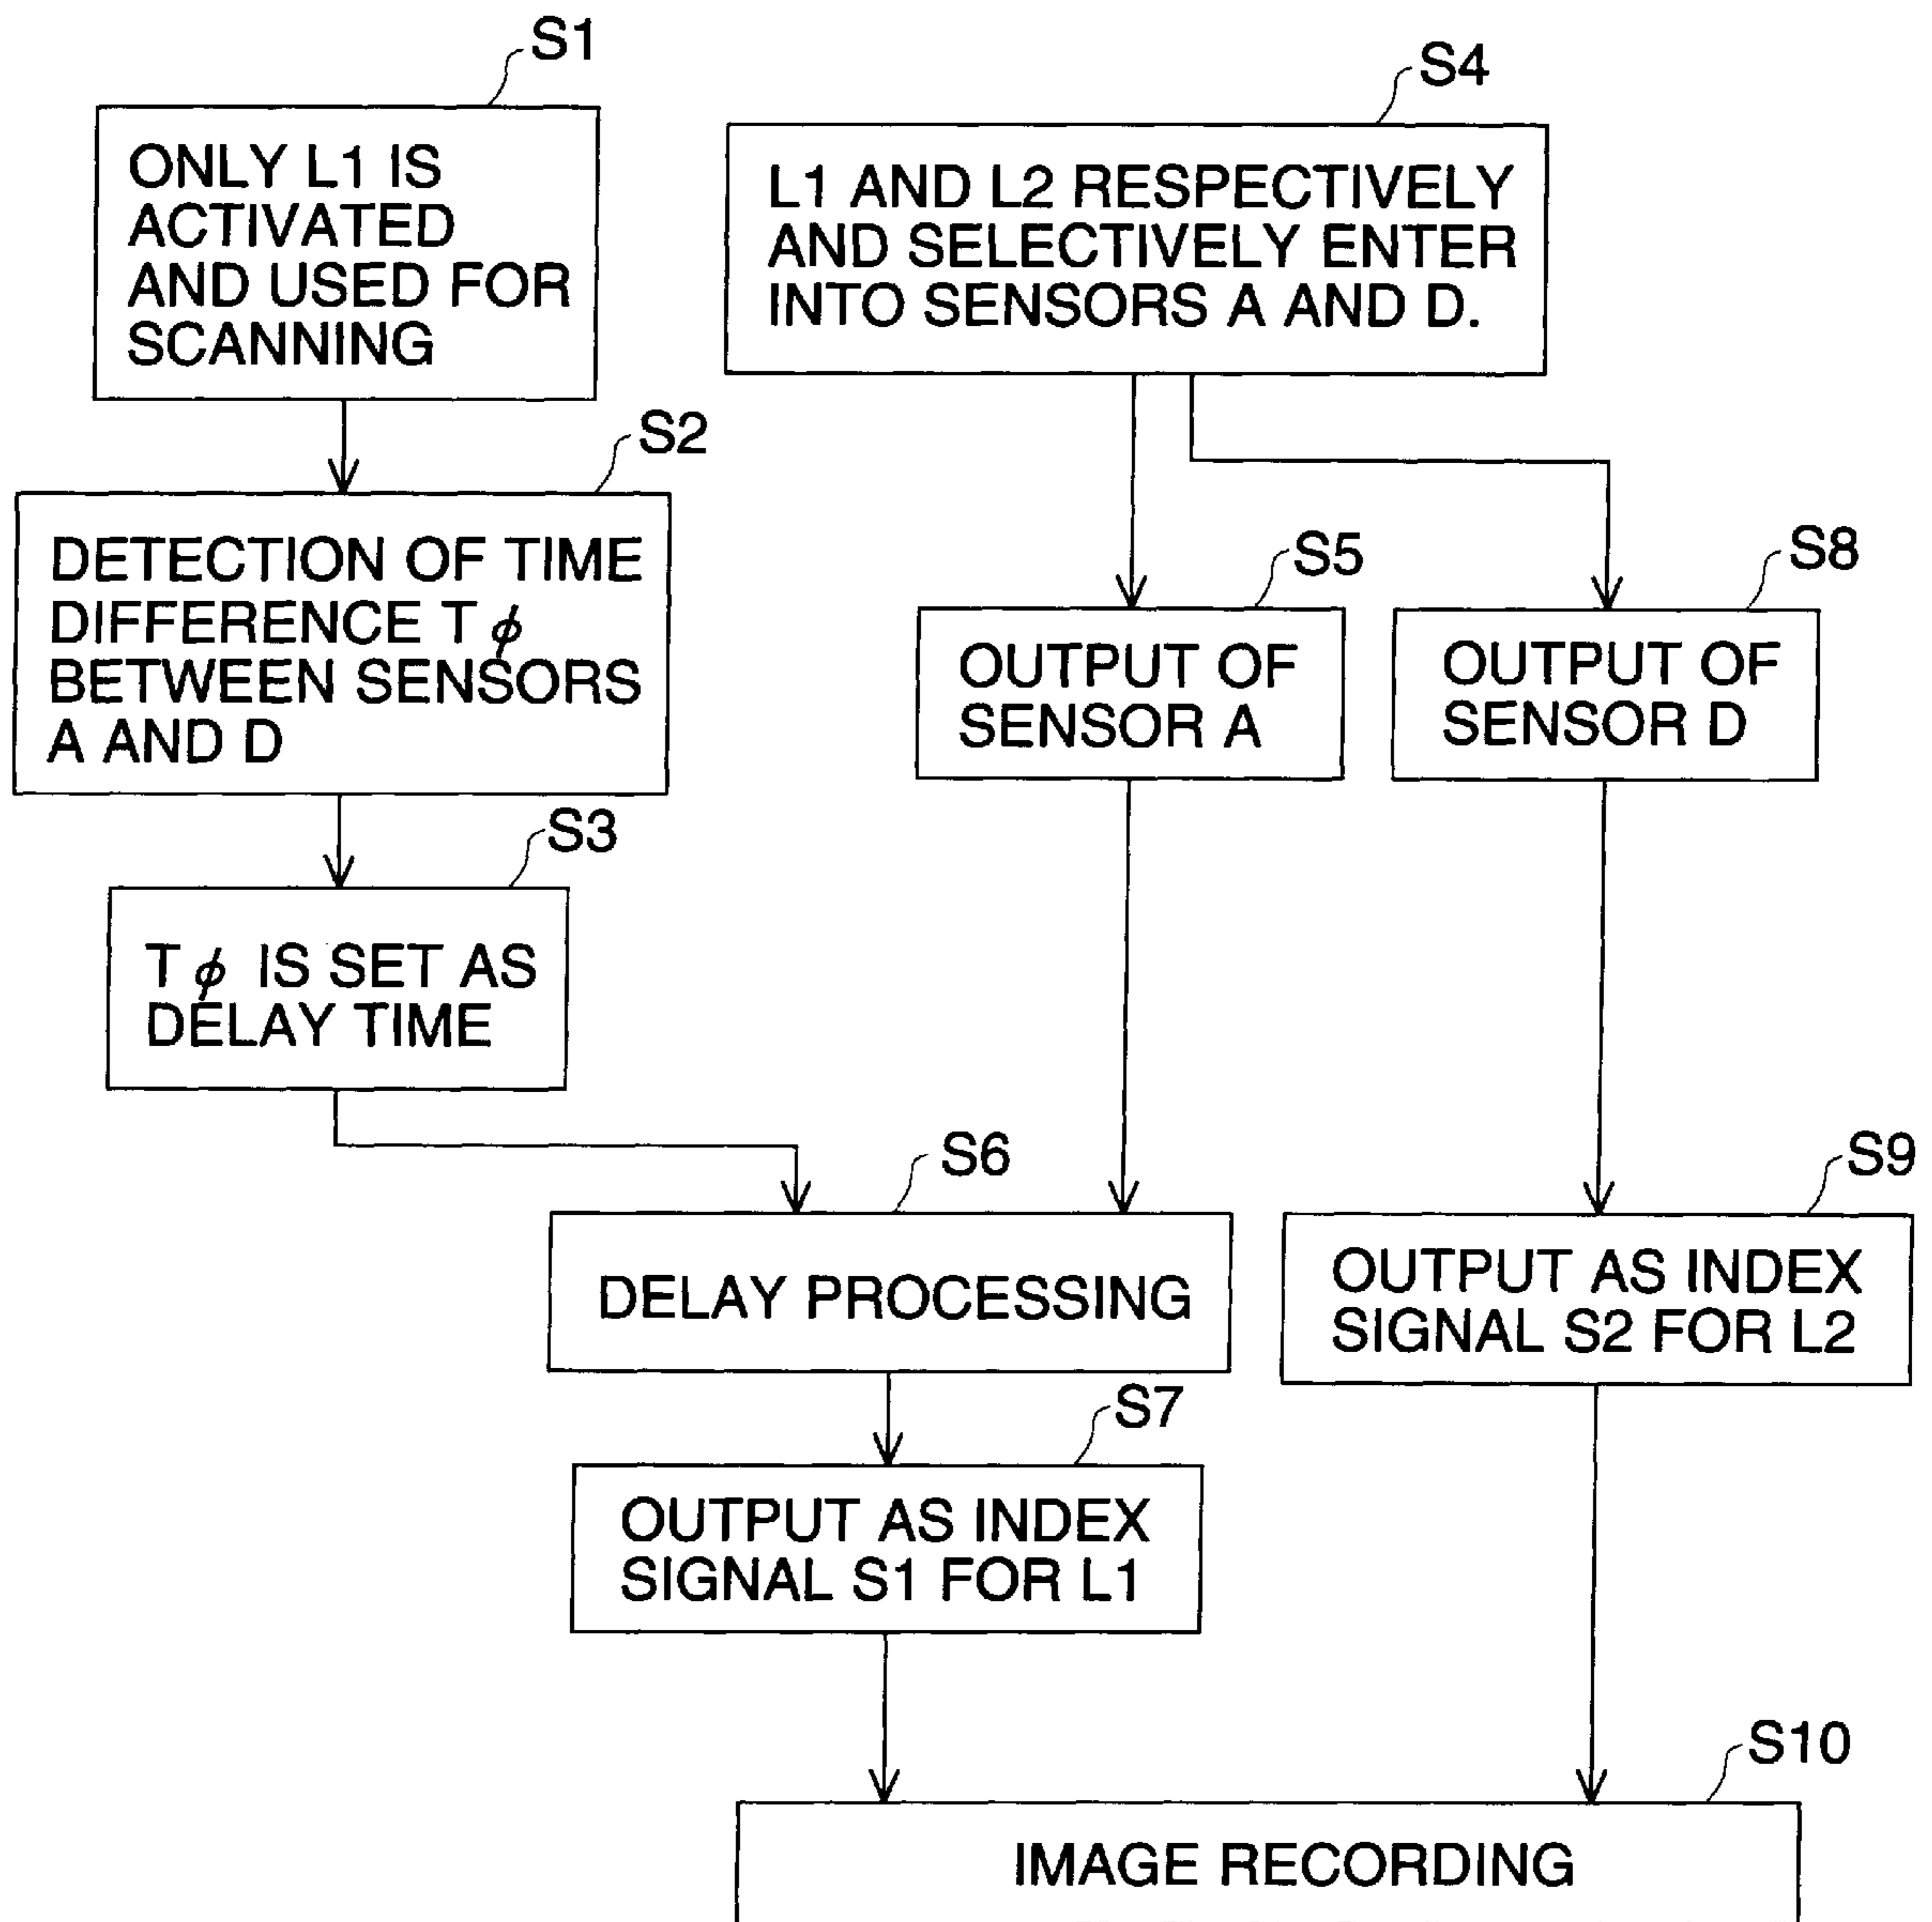 S1
ONLY L1 IS
ACTIVATED
AND USED FOR
SCANNING
S4
L1 AND L2 RESPECTIVELY
AND SELECTIVELY ENTER
INTO SENSORS A AND D.
S2
DETECTION OF TIME
DIFFERENCE T ϕ
BETWEEN SENSORS
A AND D
S5
OUTPUT OF
SENSOR A
S8
OUTPUT OF
SENSOR D
S3
T ϕ IS SET AS
DELAY TIME
S6
DELAY PROCESSING
S9
OUTPUT AS INDEX
SIGNAL S2 FOR L2
S7
OUTPUT AS INDEX
SIGNAL S1 FOR L1
S10
IMAGE RECORDING